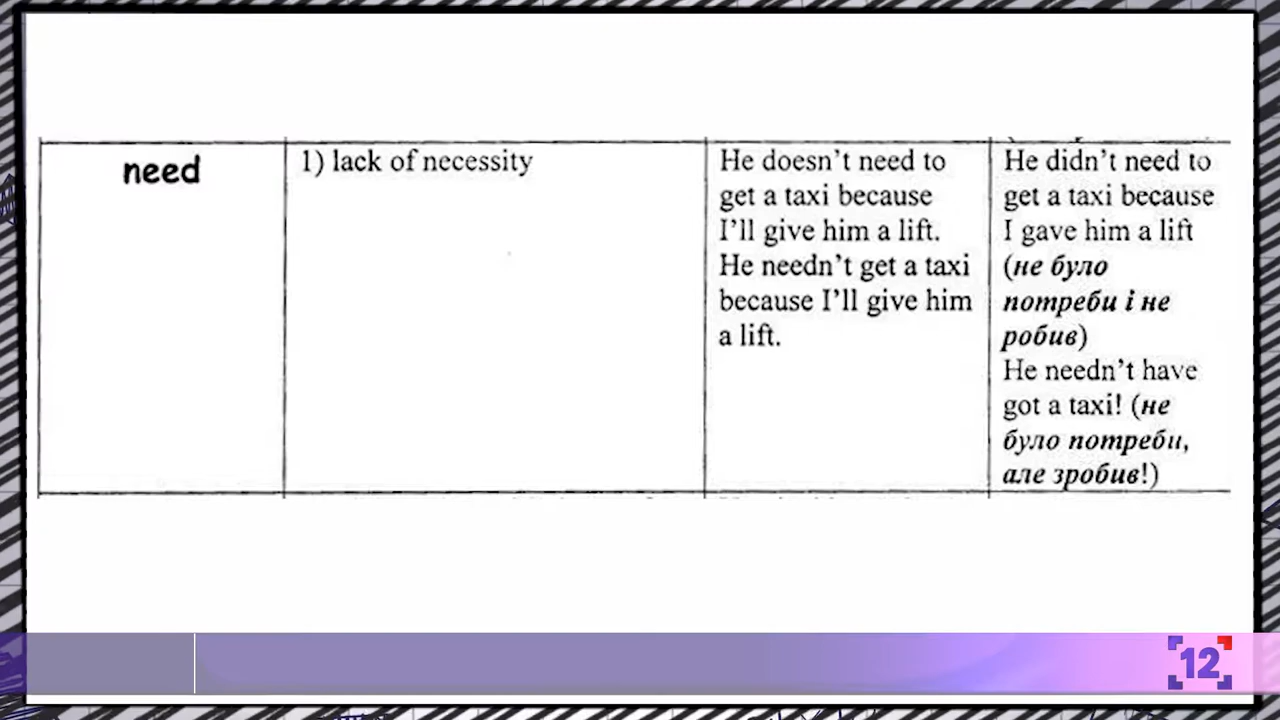 need
1) lack of necessity
He doesn't need to
get a taxi because
I'll give him a lift.
He needn't get a taxi
because I'll give him
a lift.
He didn't need to
get a taxi because
I gave him a lift
(не було
потреби і не
робив)
He needn't have
got a taxi! (не
було потреби,
але зробив!)
12